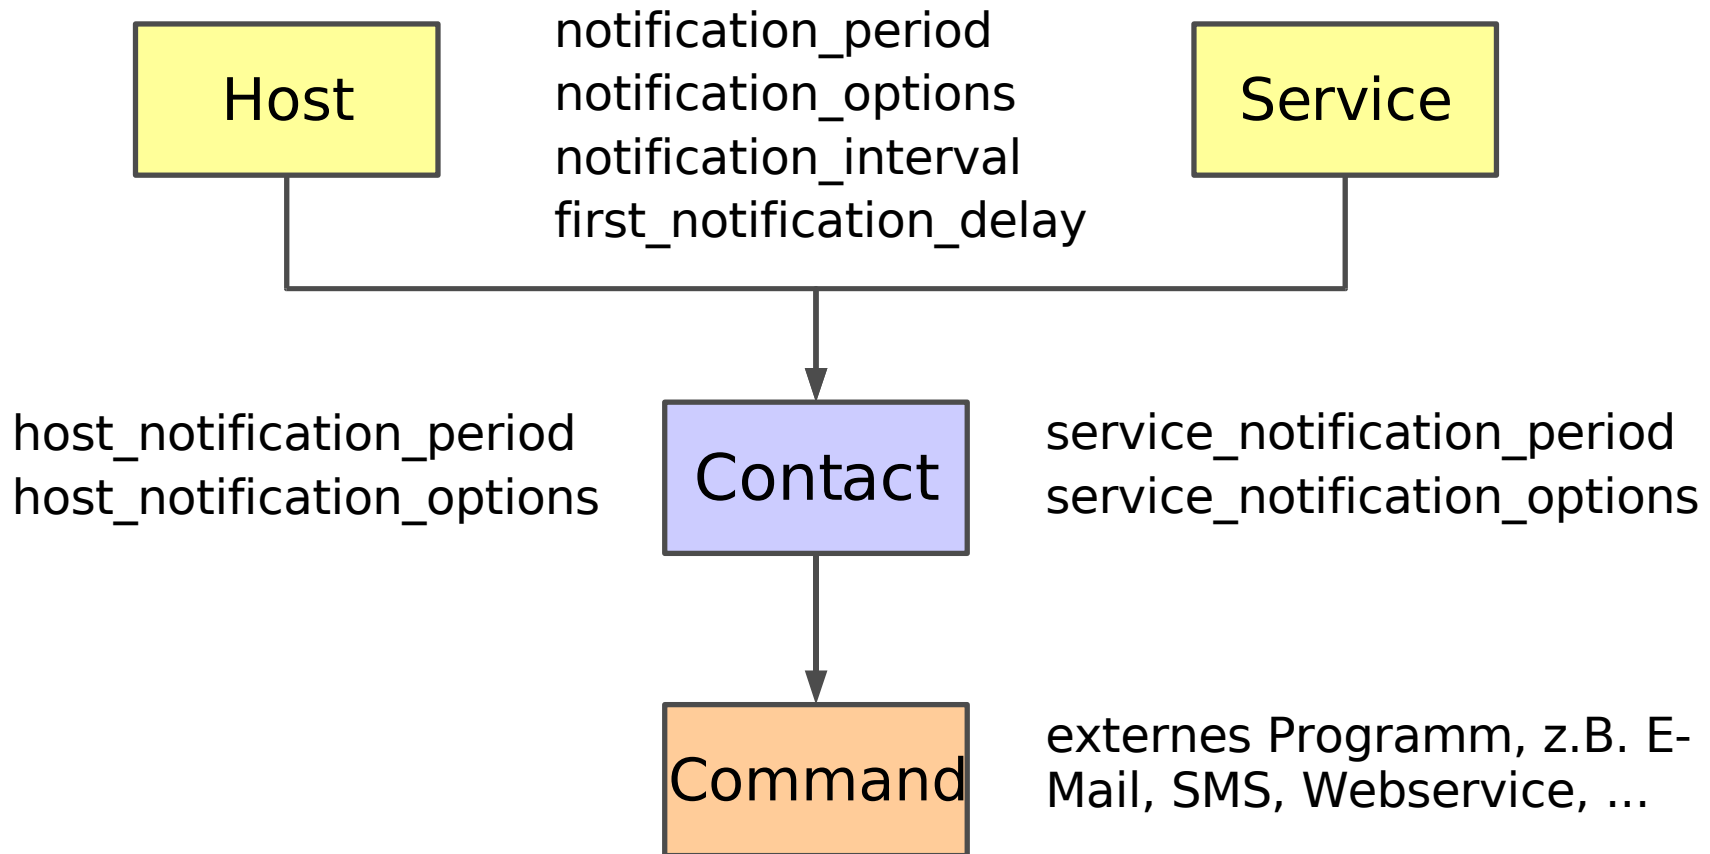 Host
notification_period
notification_options
notification_interval
first_notification_delay
Service
host_notification_period
host_notification_options
Contact
service_notification_period
service_notification_options
Command
externes Programm, z.B. E-
Mail, SMS, Webservice, ...